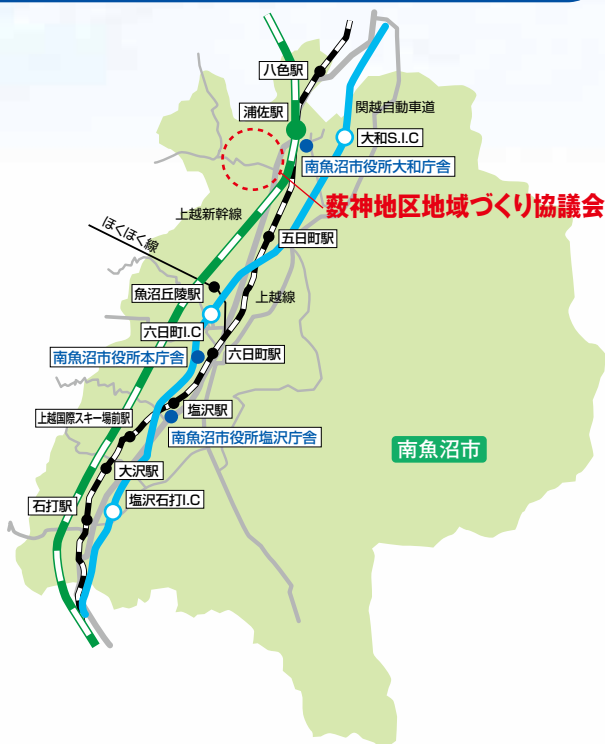 八色駅
浦佐駅
関越自動車道
大和S.I.C
南魚沼市役所大和庁舎
薮神地区地域づくり協議会
上越新幹線
ほくほく線
五日町駅
魚沼丘陵駅
上越線
六日町I.C
南魚沼市役所本庁舎
六日町駅
塩沢駅
上越国際スキー場前駅
南魚沼市役所塩沢庁舎
南魚沼市
大沢駅
石打駅
塩沢石打I.C